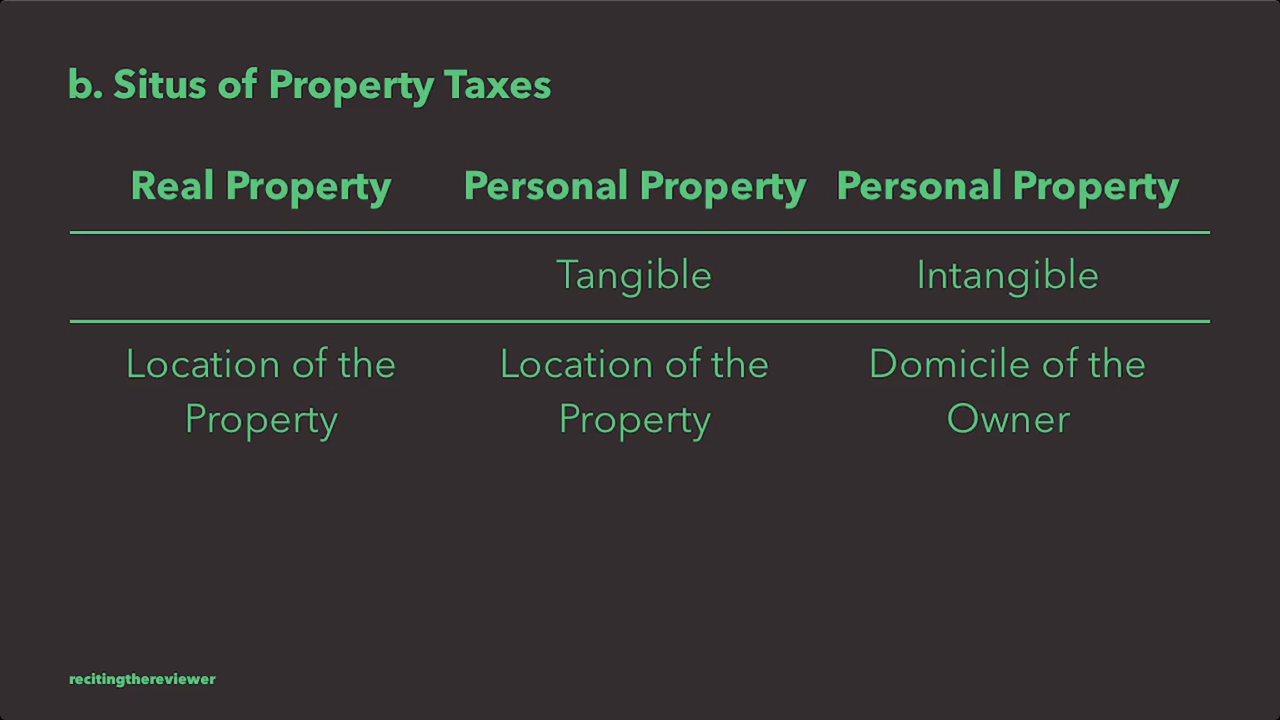 b. Situs of Property Taxes
Real Property Personal Property Personal Property
Tangible Intangible
Location of the Location of the Domicile of the
Property Property Owner
recitingthereviewer